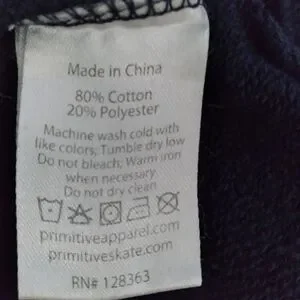 Made in China
80% Cotton
20% Polyester
Machine wash cold with
like colors; Tumble dry low
Do not bleach; Warm iron
when necessary
Do not dry clean
primitiveapparel.com
primitiveskate.com
RN# 128363